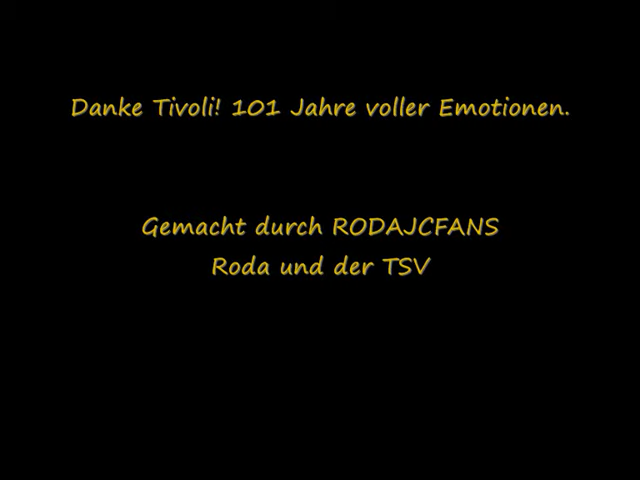 Danke Tivoli! 101 Jahre voller Emotionen.
Gemacht durch RODAJCFANS
Roda und der TSV